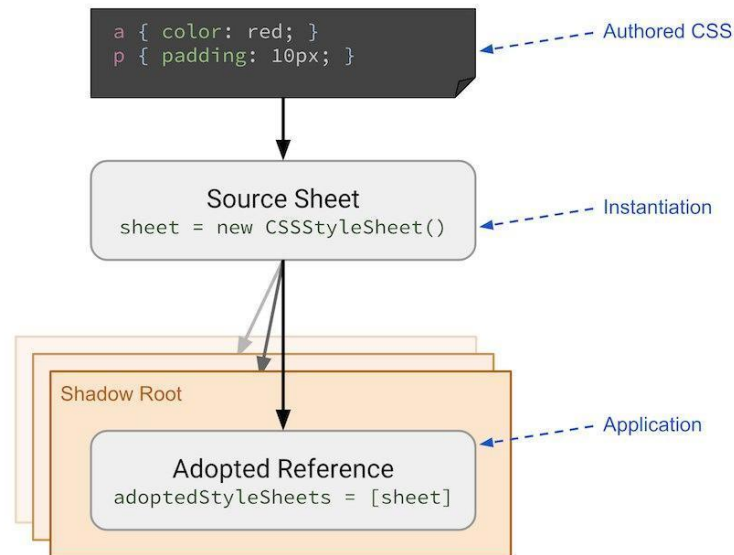 a { color: red; }
p { padding: 10px; }
Authored CSS
Source Sheet
sheet = new CSSStyleSheet()
Instantiation
Shadow Root
Application
Adopted Reference
adoptedStyleSheets = [sheet]